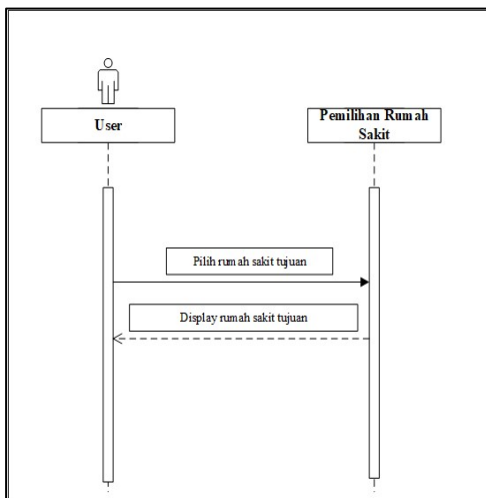 User
Pemilihan Rumah
Sakit
Pilih rumah sakit tujuan
Display rumah sakit tujuan